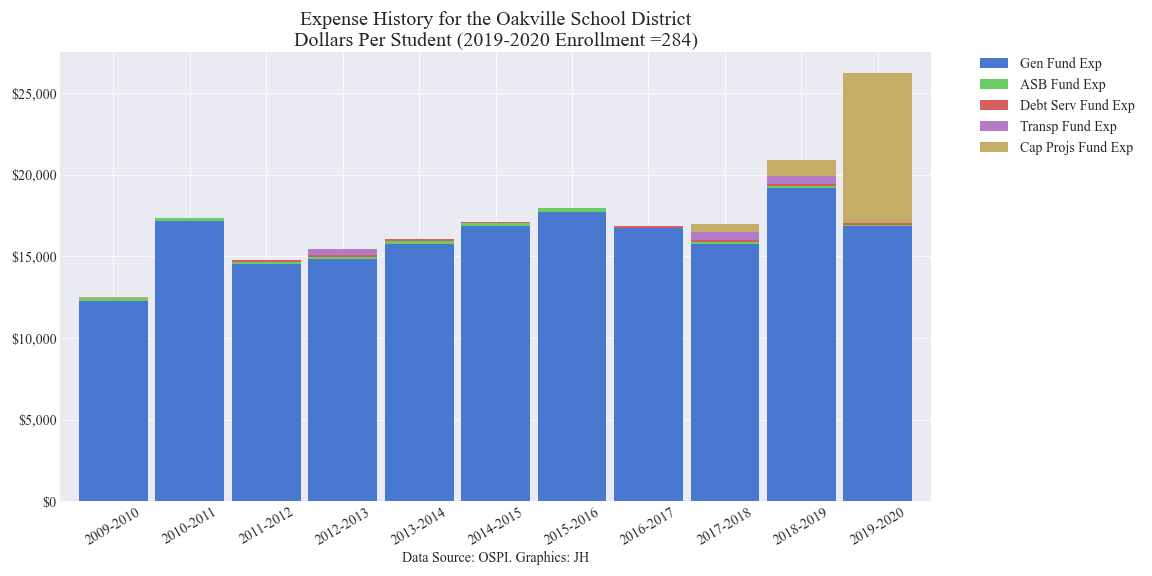 Expense History for the Oakville School District
Dollars Per Student (2019-2020 Enrollment =284)
Gen Fund Exp
ASB Fund Exp
Debt Serv Fund Exp
Transp Fund Exp
Cap Projs Fund Exp
$25,000
$20,000
$15,000
$10,000
$5,000
$0
2009-2010
2010-2011
2011-2012
2012-2013
2013-2014
2014-2015
2015-2016
2016-2017
2017-2018
2018-2019
2019-2020
Data Source: OSPI. Graphics: JH